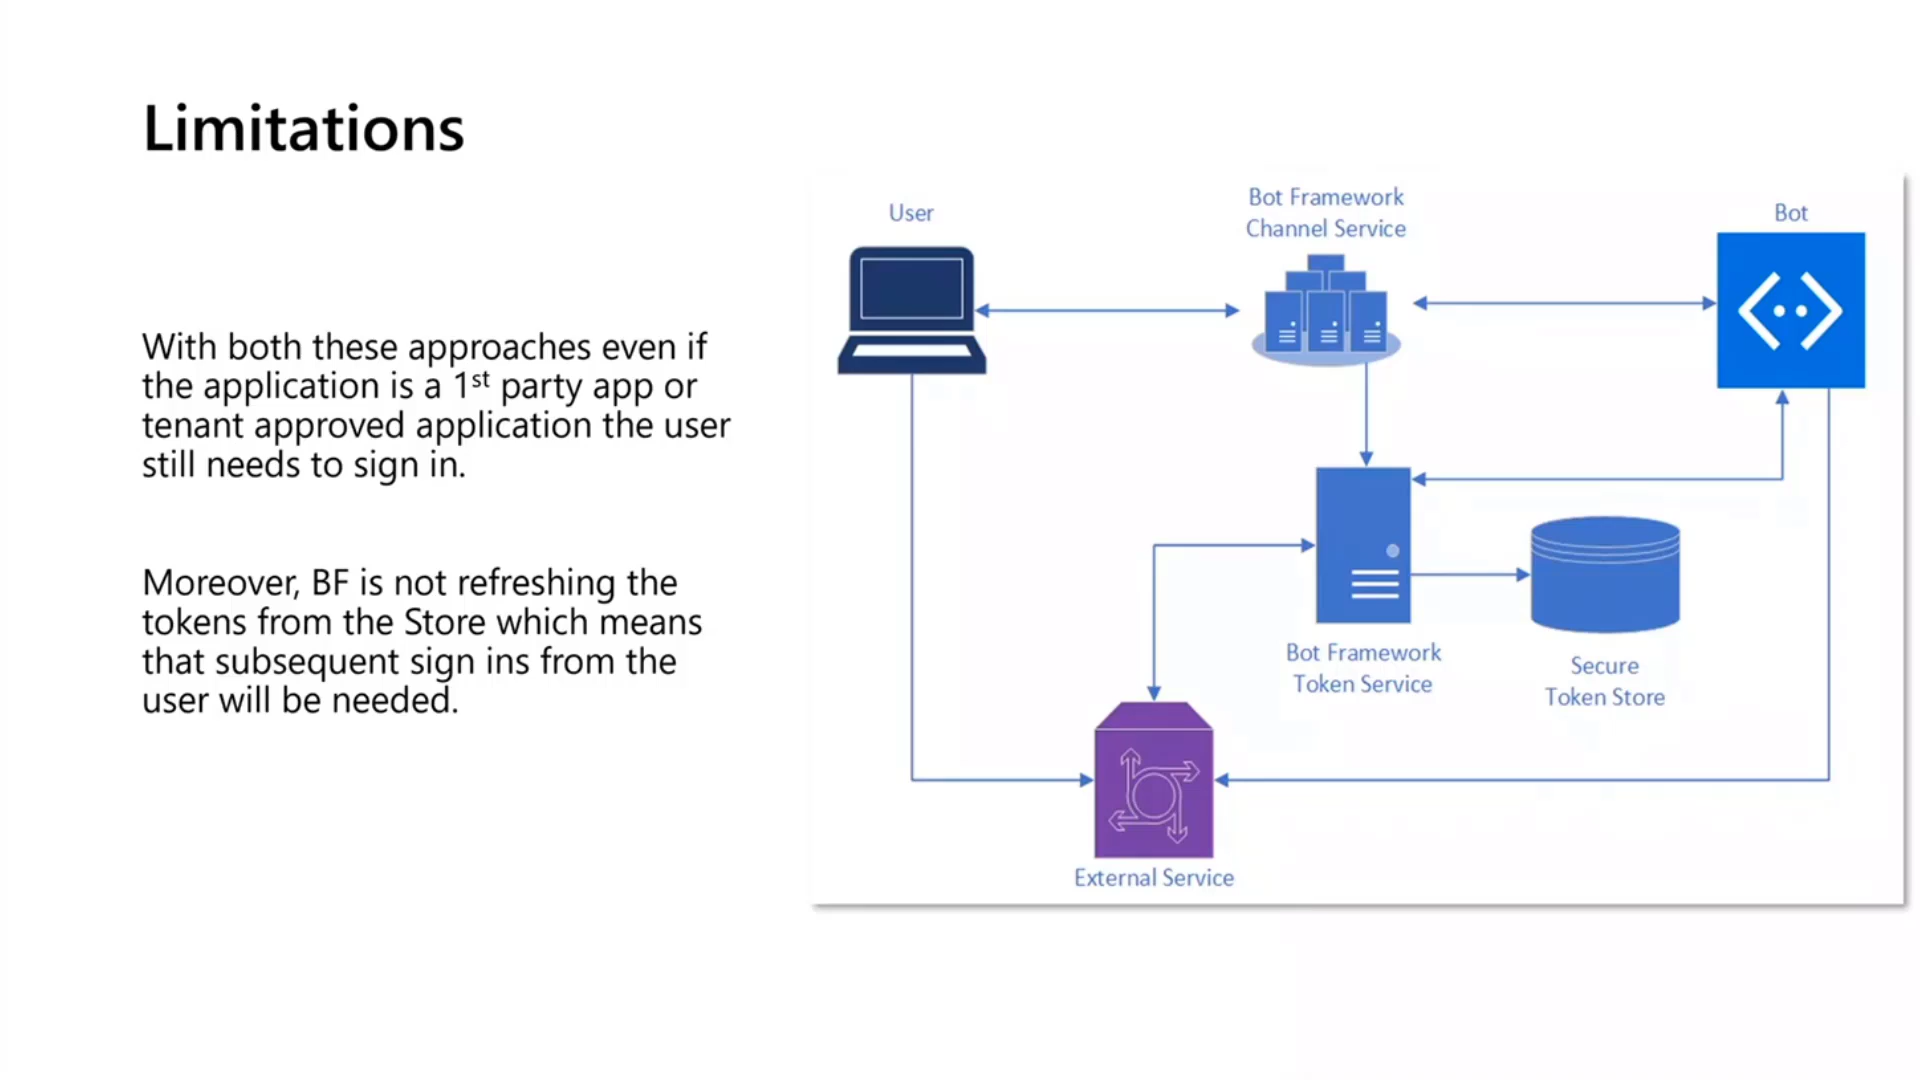 Limitations
With both these approaches even if
the application is a 1st party app or
tenant approved application the user
still needs to sign in.
Moreover, BF is not refreshing the
tokens from the Store which means
that subsequent sign ins from the
user will be needed.
User
Bot Framework
Channel Service
Bot
Bot Framework
Token Service
Secure
Token Store
External Service